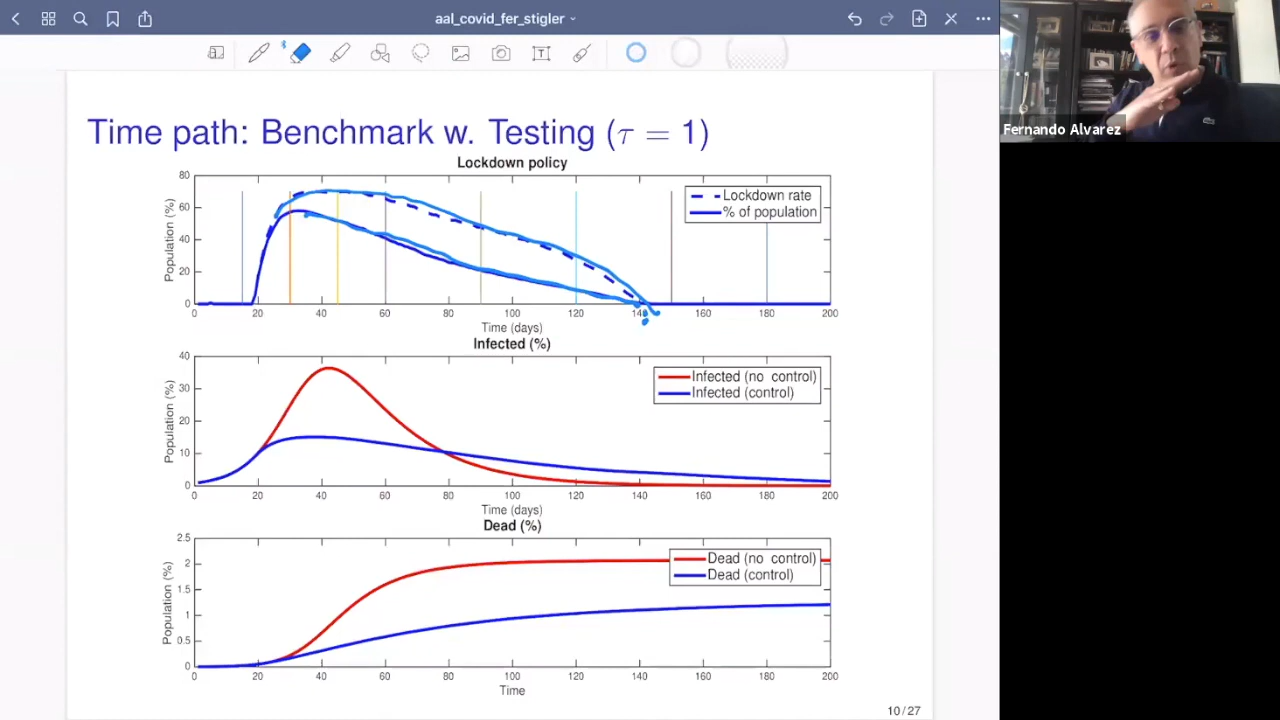 aal_covid_fer_stigler
Fernando Alvarez
Time path: Benchmark w. Testing (τ = 1)
Lockdown policy
80
60
40
20
0
Population (%)
Lockdown rate
% of population
0 20 40 60 80 100 120 140 160 180 200
Time (days)
Infected (%)
40
30
20
10
0
Population (%)
Infected (no control)
Infected (control)
0 20 40 60 80 100 120 140 160 180 200
Time (days)
Dead (%)
2.5
2
1.5
1
0.5
0
Population (%)
Dead (no control)
Dead (control)
0 20 40 60 80 100 120 140 160 180 200
Time
10/27